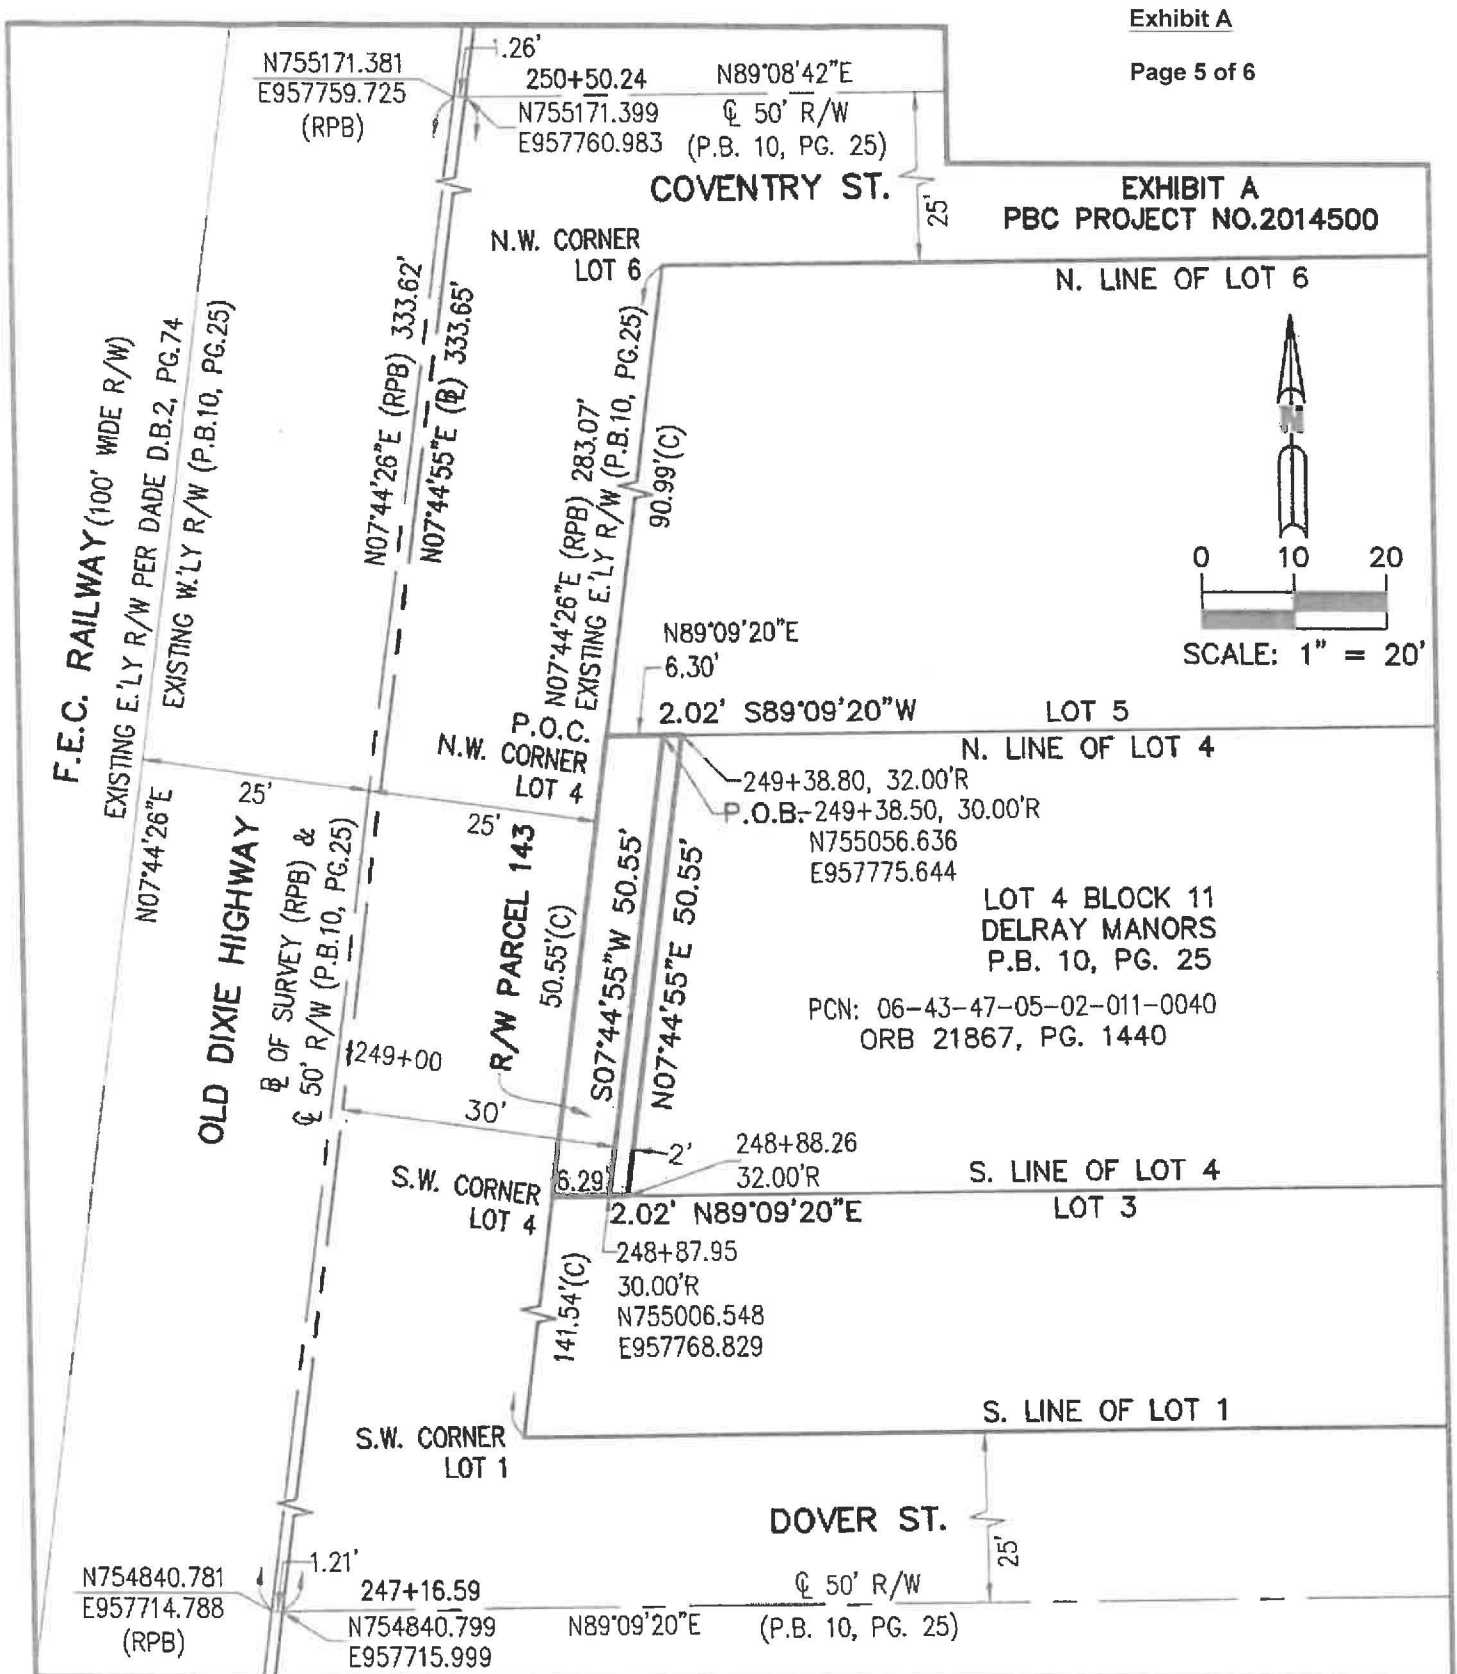 Exhibit A
Page 5 of 6
1.26'
N755171.381
E957759.725
(RPB)
250+50.24
N755171.399
E957760.983
N89°08'42"E
℄ 50' R/W
(P.B. 10, PG. 25)
COVENTRY ST.
25'
EXHIBIT A
PBC PROJECT NO.2014500
N.W. CORNER
LOT 6
N. LINE OF LOT 6
F.E.C. RAILWAY (100' WIDE R/W)
EXISTING E.'LY R/W PER DADE D.B.2, PG.74
EXISTING W.'LY R/W (P.B.10, PG.25)
N07°44'26"E
N07°44'26"E (RPB) 333.62'
N07°44'55"E (BL) 333.65'
N07°44'26"E (RPB) 283.07'
EXISTING E.'LY R/W (P.B.10, PG.25)
90.99'(C)
N
0 10 20
SCALE: 1" = 20'
N89°09'20"E
6.30'
2.02' S89°09'20"W
LOT 5
P.O.C.
N.W. CORNER
LOT 4
N. LINE OF LOT 4
249+38.80, 32.00'R
P.O.B.-249+38.50, 30.00'R
N755056.636
E957775.644
25'
25'
OLD DIXIE HIGHWAY
BL OF SURVEY (RPB) &
℄ 50' R/W (P.B.10, PG.25)
249+00
R/W PARCEL 143
50.55'(C)
S07°44'55"W 50.55'
N07°44'55"E 50.55'
LOT 4 BLOCK 11
DELRAY MANORS
P.B. 10, PG. 25
PCN: 06-43-47-05-02-011-0040
ORB 21867, PG. 1440
30'
2'
248+88.26
32.00'R
S.W. CORNER
LOT 4
6.29'
S. LINE OF LOT 4
2.02' N89°09'20"E
LOT 3
248+87.95
30.00'R
N755006.548
E957768.829
141.54'(C)
S. LINE OF LOT 1
S.W. CORNER
LOT 1
DOVER ST.
25'
1.21'
N754840.781
E957714.788
(RPB)
247+16.59
N754840.799
E957715.999
N89°09'20"E
℄ 50' R/W
(P.B. 10, PG. 25)